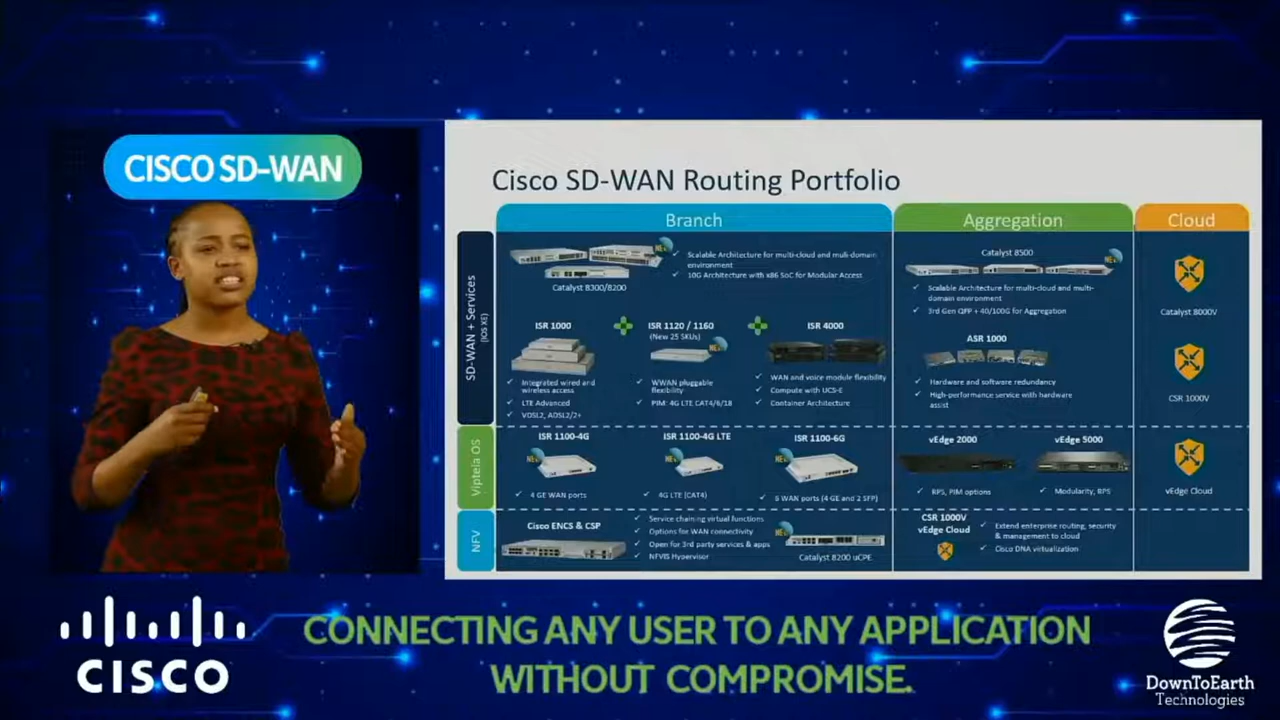 CISCO SD-WAN
Cisco SD-WAN Routing Portfolio
Branch
Aggregation
Cloud
SD-WAN + Services
(IOS XE)
NEW
Catalyst 8300/8200
Scalable Architecture for multi-cloud and muli-domain
environment
10G Architecture with x86 SoC for Modular Access
ISR 1000
Integrated wired and
wireless access
LTE Advanced
VDSL2, ADSL2/2+
ISR 1120 / 1160
(New 25 SKUs)
NEW
WWAN pluggable
flexibility
PIM: 4G LTE CAT4/6/18
ISR 4000
WAN and voice module flexibility
Compute with UCS-E
Container Architecture
Catalyst 8500
NEW
Scalable Architecture for multi-cloud and multi-
domain environment
3rd Gen QFP + 40/100G for Aggregation
ASR 1000
Hardware and software redundancy
High-performance service with hardware
assist
Catalyst 8000V
CSR 1000V
Viptela OS
ISR 1100-4G
NEW
4 GE WAN ports
ISR 1100-4G LTE
NEW
4G LTE (CAT4)
ISR 1100-6G
NEW
6 WAN ports (4 GE and 2 SFP)
vEdge 2000
RPS, PIM options
vEdge 5000
Modularity, RPS
vEdge Cloud
NFV
Cisco ENCS & CSP
Service chaining virtual functions
Options for WAN connectivity
Open for 3rd party services & apps
NFVIS Hypervisor
NEW
Catalyst 8200 uCPE
CSR 1000V
vEdge Cloud
Extend enterprise routing, security
& management to cloud
Cisco DNA virtualization
CISCO
CONNECTING ANY USER TO ANY APPLICATION
WITHOUT COMPROMISE.
DownToEarth
Technologies